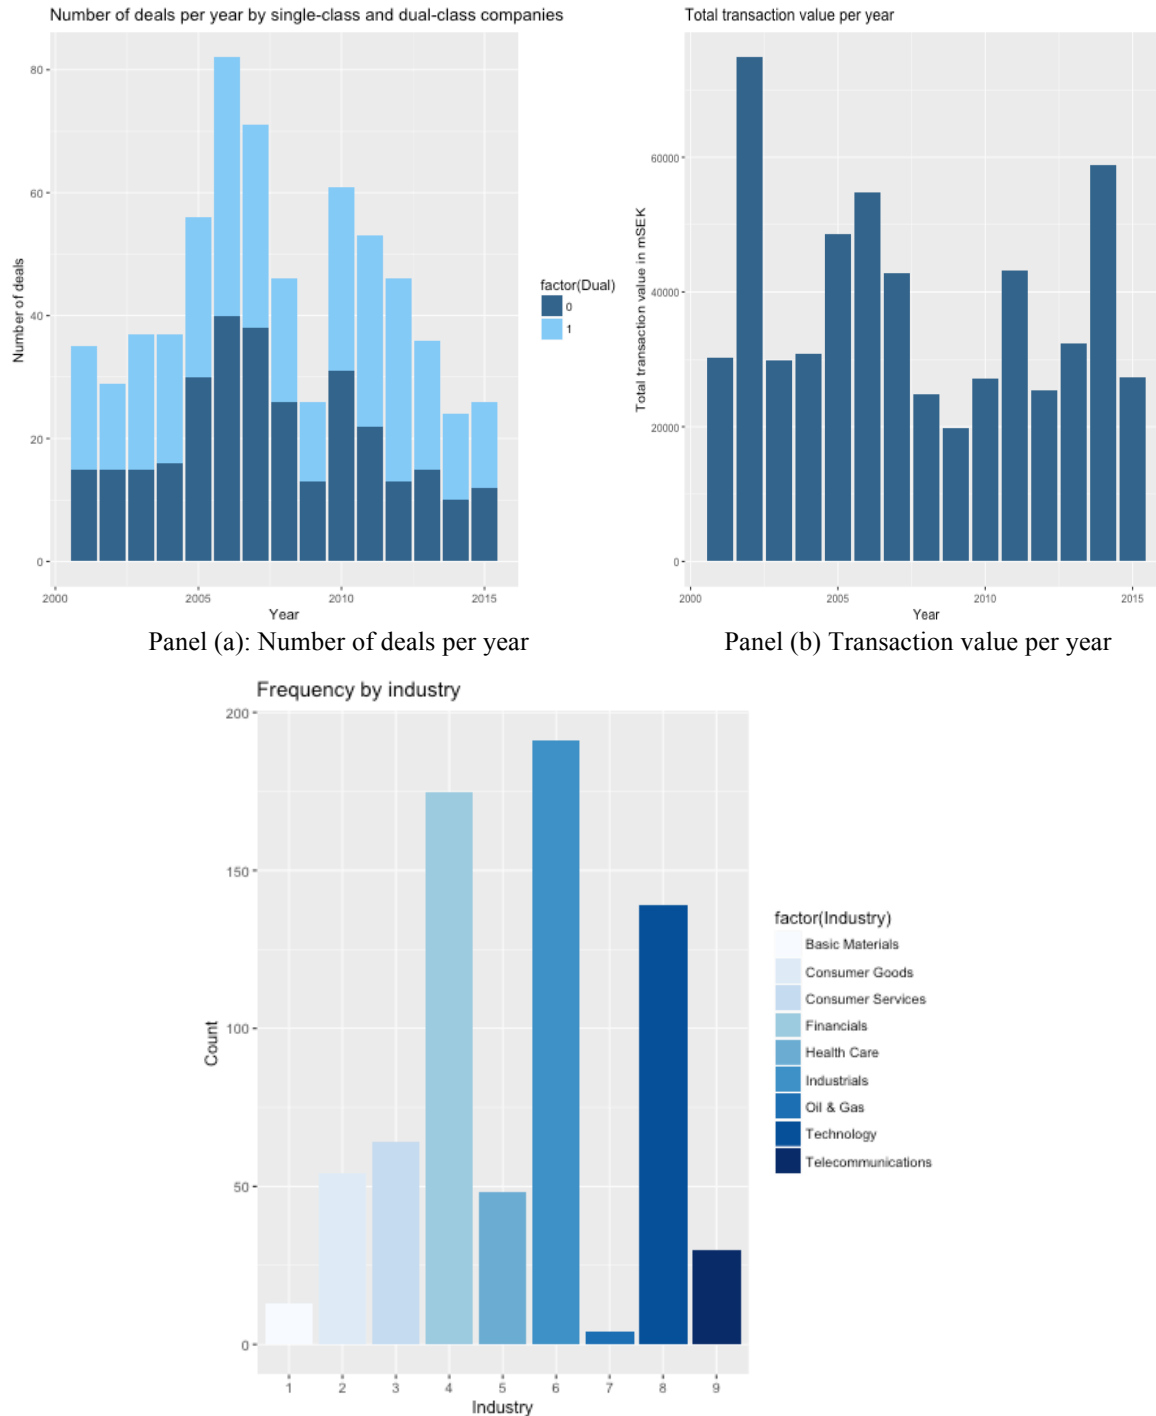 Number of deals per year by single-class and dual-class companies
80
60
40
20
0
Number of deals
2000
2005
2010
2015
Year
factor(Dual)
0
1
Panel (a): Number of deals per year
Total transaction value per year
60000
40000
20000
0
Total transaction value in mSEK
2000
2005
2010
2015
Year
Panel (b) Transaction value per year
Frequency by industry
200
150
100
50
0
Count
1
2
3
4
5
6
7
8
9
Industry
factor(Industry)
Basic Materials
Consumer Goods
Consumer Services
Financials
Health Care
Industrials
Oil & Gas
Technology
Telecommunications